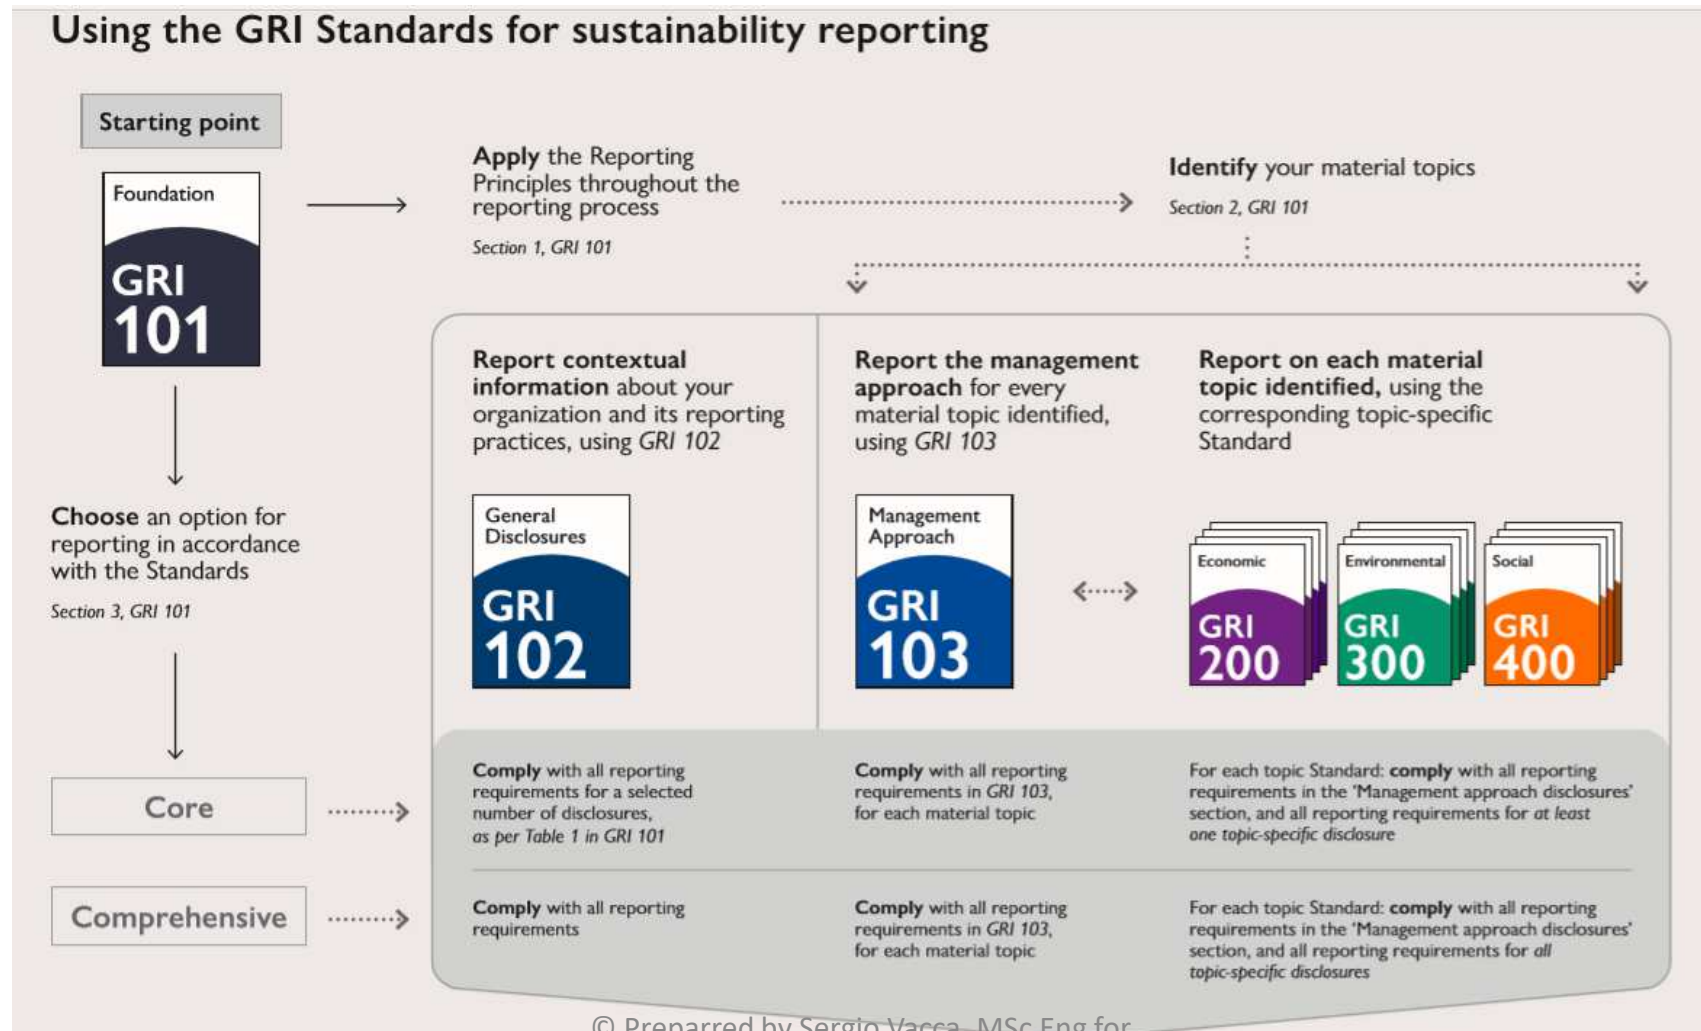 Using the GRI Standards for sustainability reporting
Starting point
Foundation
GRI
101
Apply the Reporting
Principles throughout the
reporting process
Section 1, GRI 101
Identify your material topics
Section 2, GRI 101
Choose an option for
reporting in accordance
with the Standards
Section 3, GRI 101
Report contextual
information about your
organization and its reporting
practices, using GRI 102
General
Disclosures
GRI
102
Report the management
approach for every
material topic identified,
using GRI 103
Management
Approach
GRI
103
Report on each material
topic identified, using the
corresponding topic-specific
Standard
Economic
GRI
200
Environmental
GRI
300
Social
GRI
400
Core
Comply with all reporting
requirements for a selected
number of disclosures,
as per Table 1 in GRI 101
Comply with all reporting
requirements in GRI 103,
for each material topic
For each topic Standard: comply with all reporting
requirements in the 'Management approach disclosures'
section, and all reporting requirements for at least
one topic-specific disclosure
Comprehensive
Comply with all reporting
requirements
Comply with all reporting
requirements in GRI 103,
for each material topic
For each topic Standard: comply with all reporting
requirements in the 'Management approach disclosures'
section, and all reporting requirements for all
topic-specific disclosures
© Preparred by Sergio Vacca, MSc Eng for